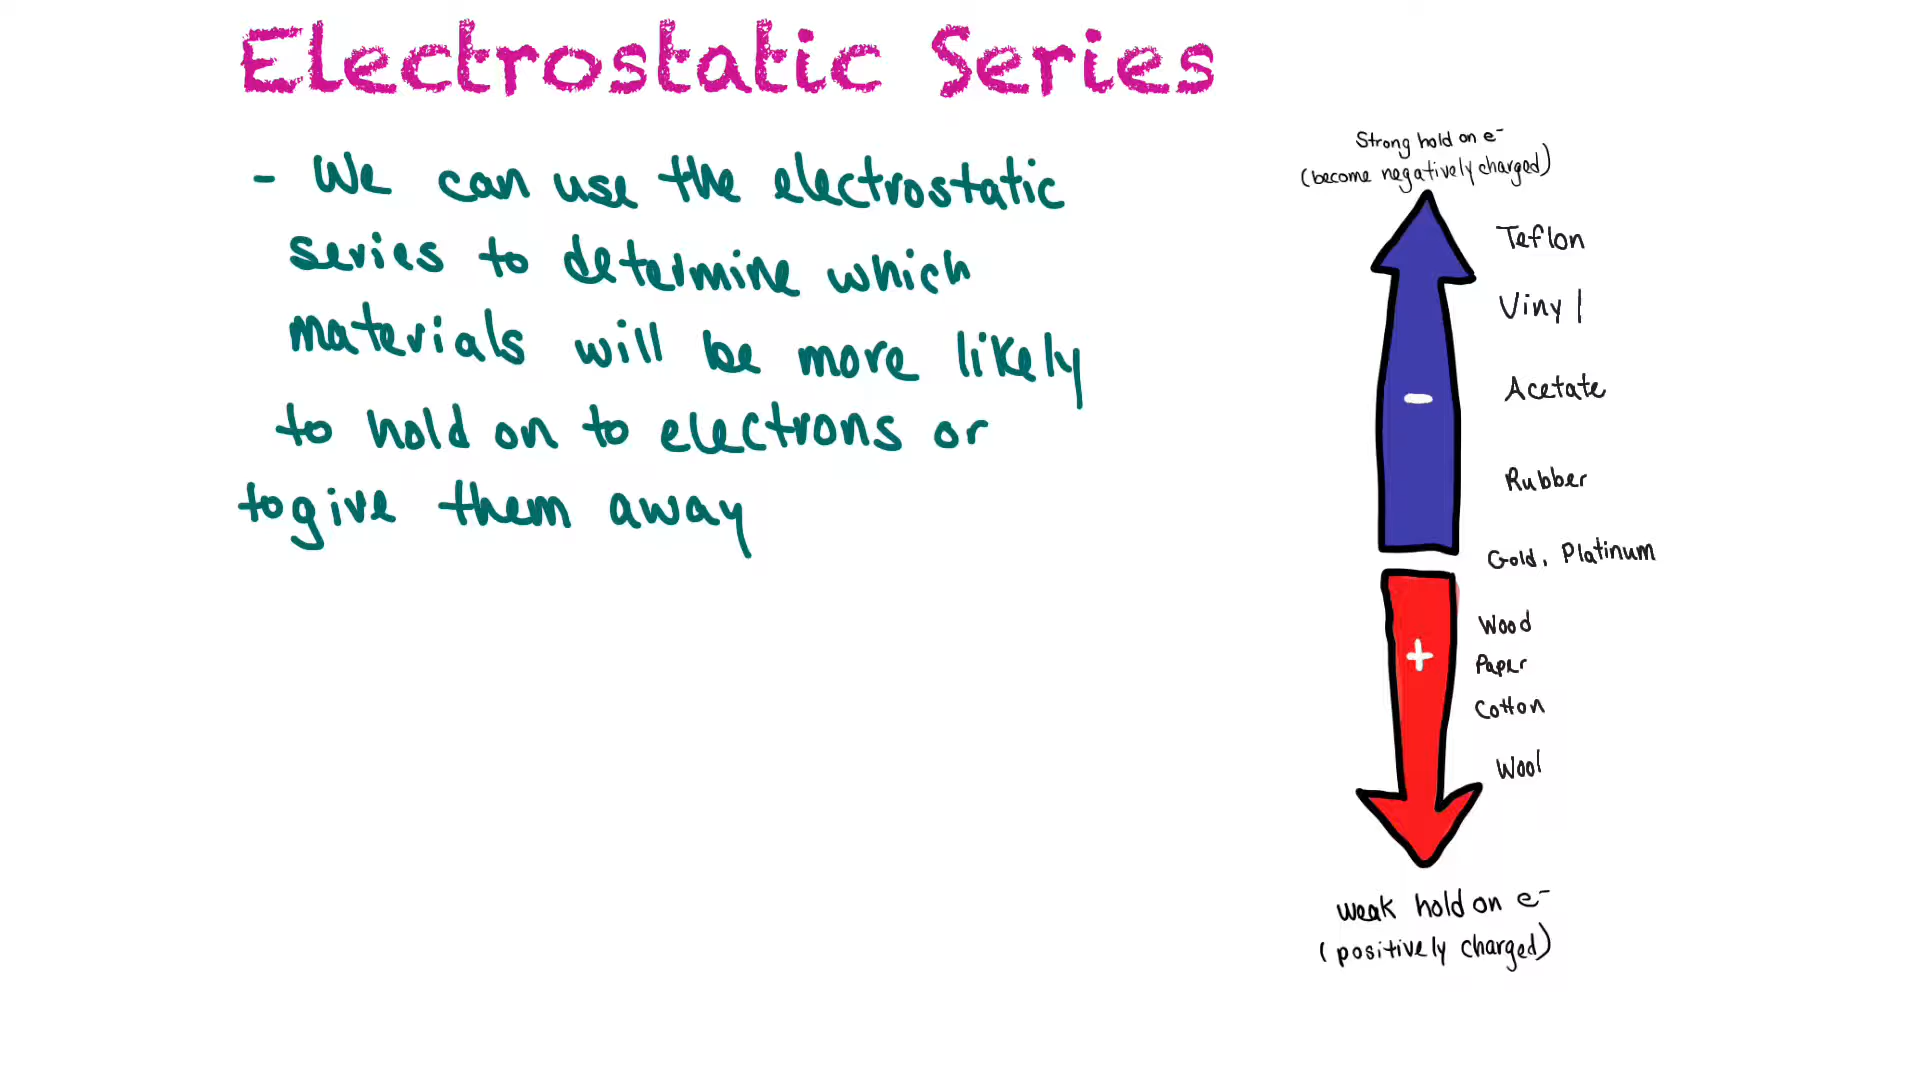 Electrostatic Series
- We can use the electrostatic
series to determine which
materials will be more likely
to hold on to electrons or
to give them away
Strong hold on e⁻
(become negatively charged)
Teflon
Vinyl
Acetate
-
Rubber
Gold, Platinum
Wood
+
Paper
Cotton
Wool
Weak hold on e⁻
(positively charged)